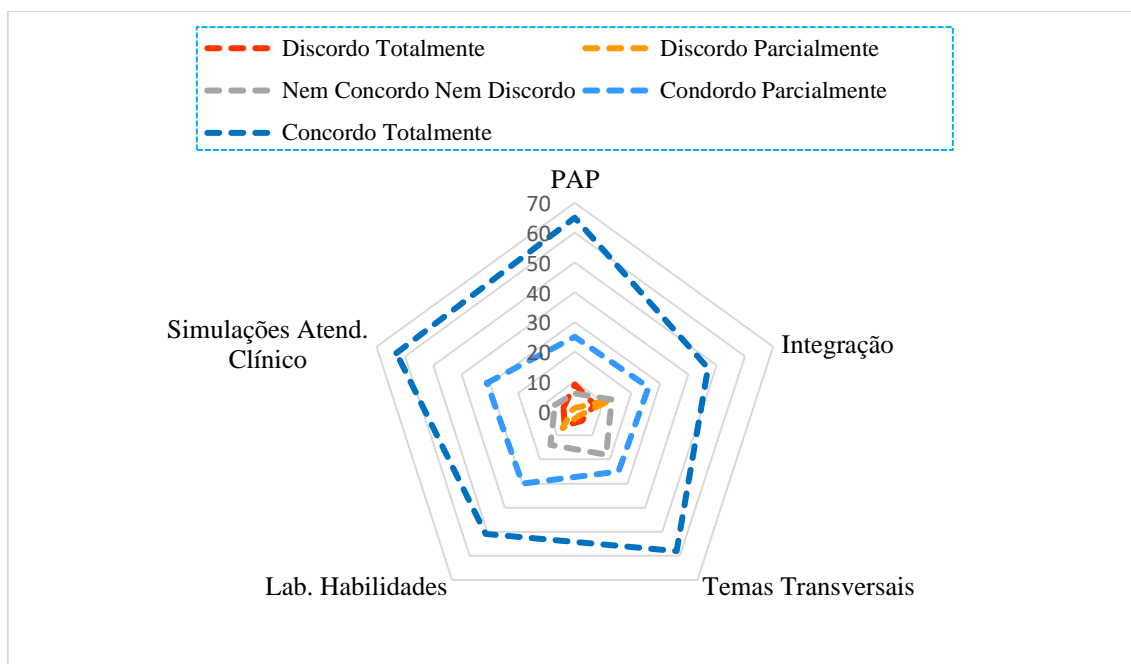 Discordo Totalmente
Discordo Parcialmente
Nem Concordo Nem Discordo
Condordo Parcialmente
Concordo Totalmente
PAP
70
60
50
40
30
20
10
0
Integração
Temas Transversais
Lab. Habilidades
Simulações Atend.
Clínico